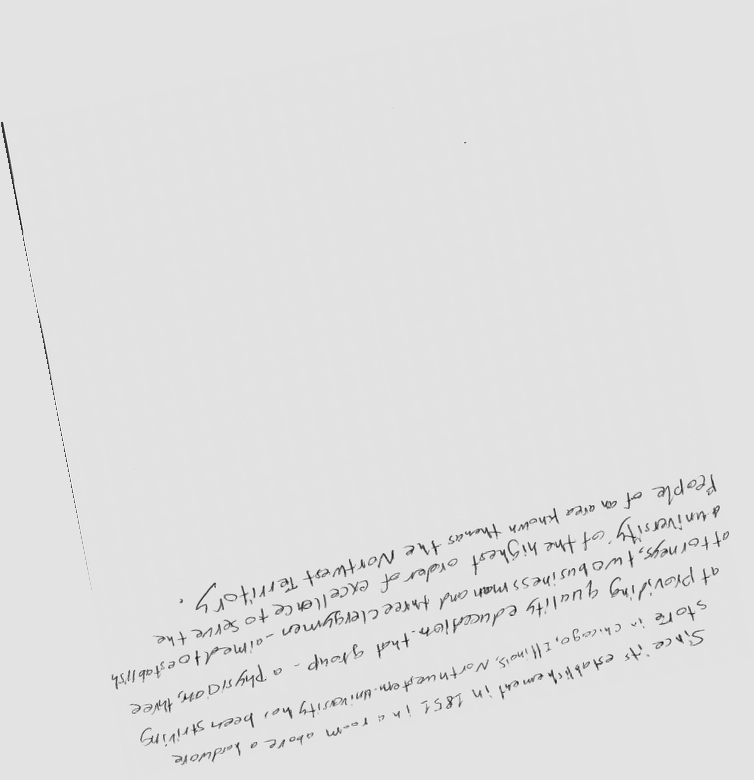 Since its establishement in 1851 in a room above a hardware
store in chicago, Illinois, Northwestern university has been striving
at providing quality education. that group - a physician, three
attorneys, two businessman and three clergymen - aimed to establish
a university of the highest order of excellence to serve the
People of an area known then as the Northwest Territory.